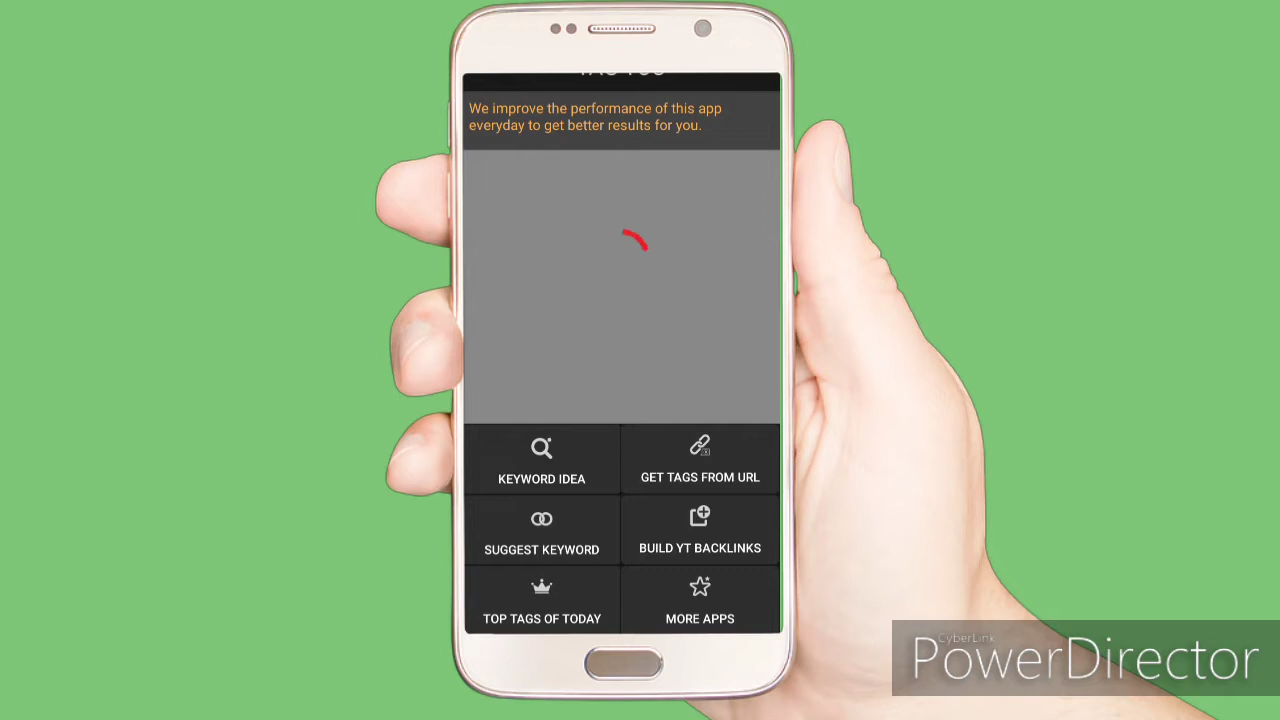 We improve the performance of this app
everyday to get better results for you.
KEYWORD IDEA
GET TAGS FROM URL
SUGGEST KEYWORD
BUILD YT BACKLINKS
TOP TAGS OF TODAY
MORE APPS
CyberLink
PowerDirector